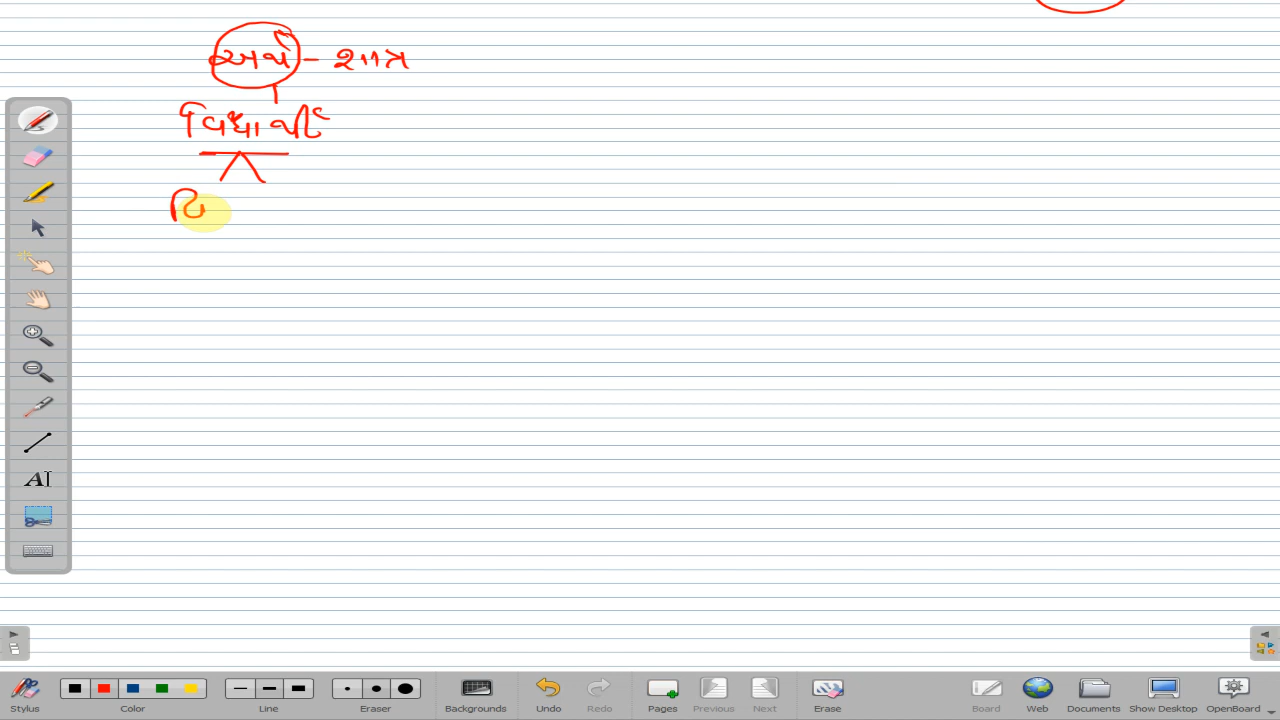 અર્થ - શાસ્ત્ર
વિદ્યાર્થી
વિ
Stylus Color Line Eraser Backgrounds Undo Redo Pages Previous Next Erase Board Web Documents Show Desktop OpenBoard